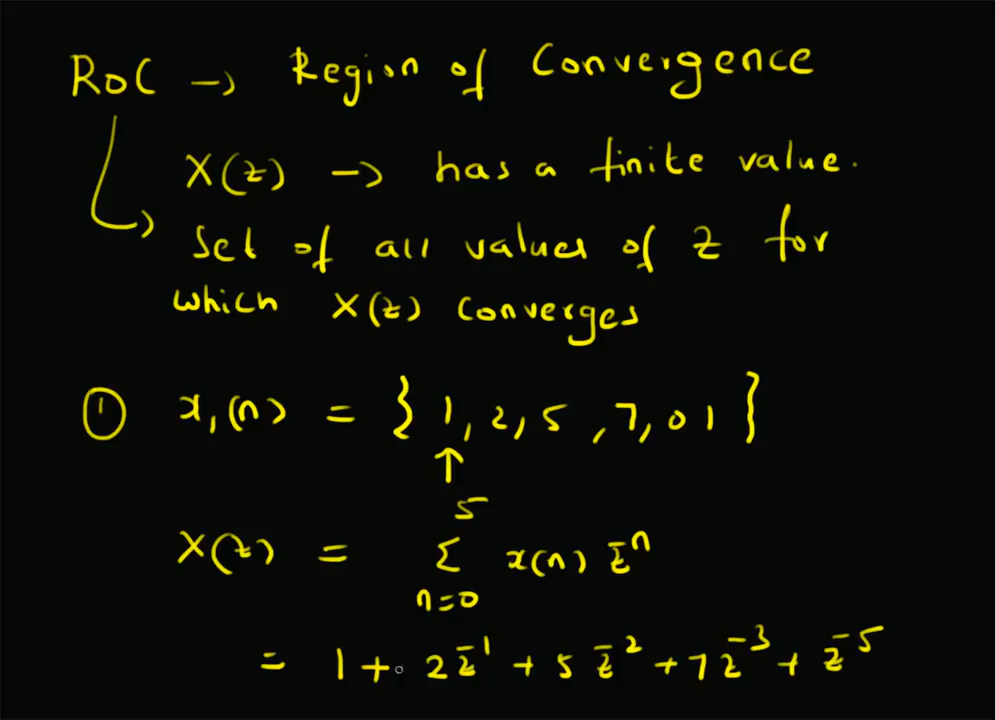 RoC → Region of Convergence
X(z) → has a finite value.
Set of all values of z for
which X(z) converges
① x₁(n) = { 1, 2, 5, 7, 0 1 }
↑
5
X(z) = Σ x(n) z⁻ⁿ
n=0
= 1 + 2z⁻¹ + 5z⁻² + 7z⁻³ + z⁻⁵